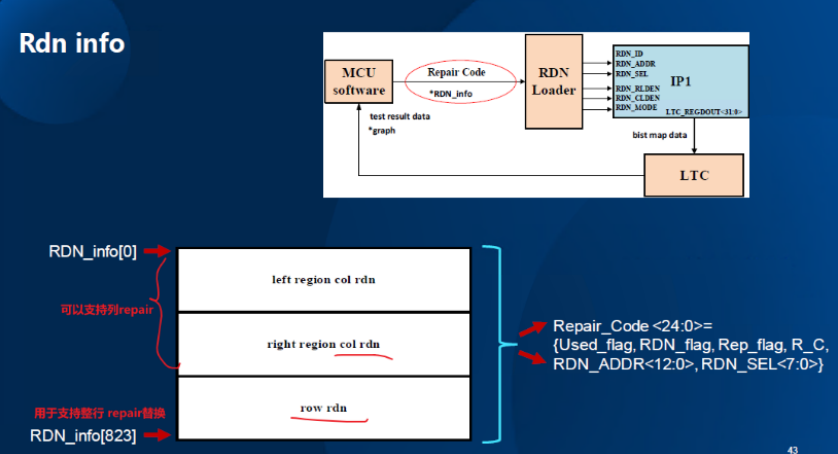 Rdn info
MCU
software
Repair Code
*RDN_info
test result data
*graph
RDN
Loader
RDN_ID
RDN_ADDR
RDN_SEL
RDN_RLDEN
RDN_CLDEN
RDN_MODE
IP1
LTC_REGDOUT<31:0>
bist map data
LTC
RDN_info[0]
left region col rdn
可以支持列repair
right region col rdn
Repair_Code <24:0>=
{Used_flag, RDN_flag, Rep_flag, R_C,
RDN_ADDR<12:0>, RDN_SEL<7:0>}
用于支持整行 repair替换
row rdn
RDN_info[823]
43